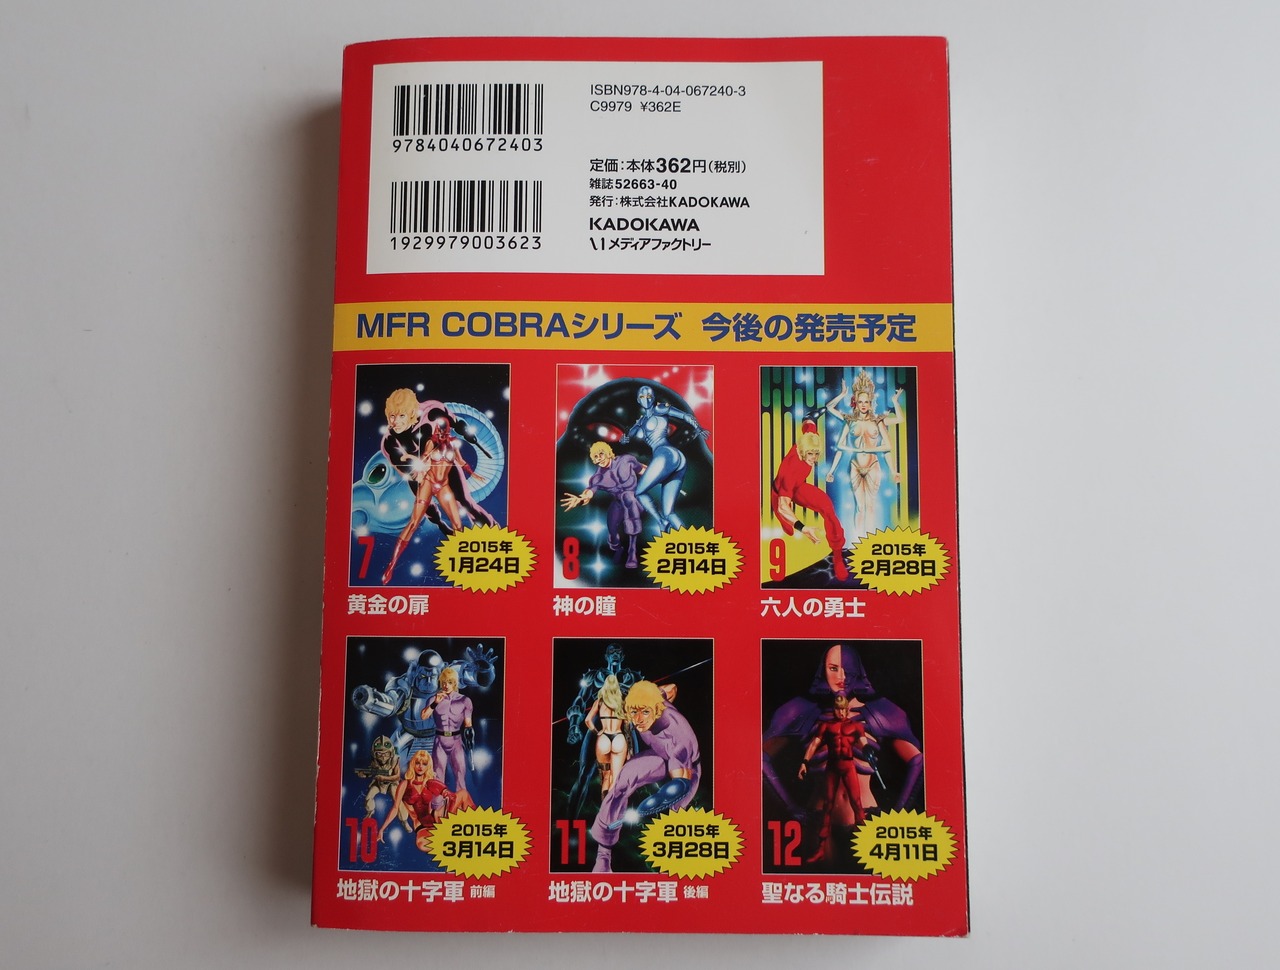 ISBN978-4-04-067240-3
C9979 ¥362E
9784040672403
定価:本体362円(税別)
雑誌52663-40
発行:株式会社KADOKAWA
1929979003623
KADOKAWA
メディアファクトリー
MFR COBRAシリーズ 今後の発売予定
7
2015年
1月24日
黄金の扉
8
2015年
2月14日
神の瞳
9
2015年
2月28日
六人の勇士
10
2015年
3月14日
地獄の十字軍 前編
11
2015年
3月28日
地獄の十字軍 後編
12
2015年
4月11日
聖なる騎士伝説